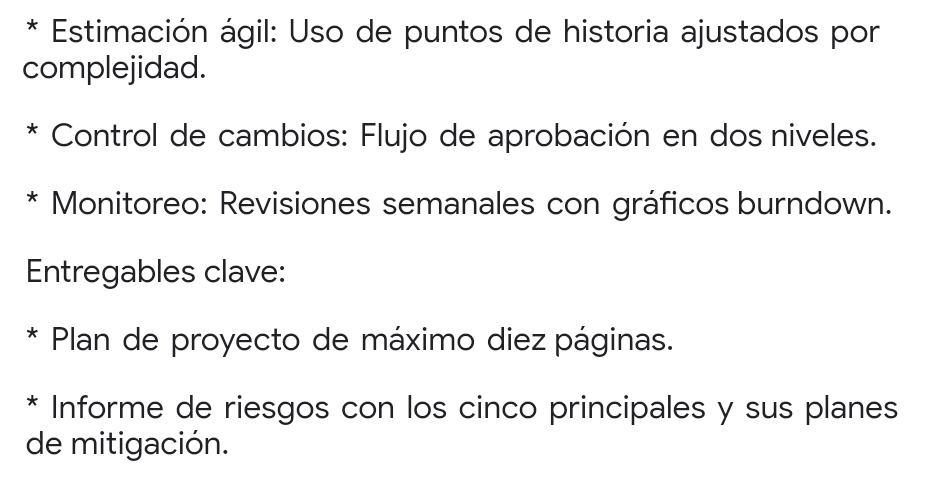 * Estimación ágil: Uso de puntos de historia ajustados por
complejidad.
* Control de cambios: Flujo de aprobación en dos niveles.
* Monitoreo: Revisiones semanales con gráficos burndown.
Entregables clave:
* Plan de proyecto de máximo diez páginas.
* Informe de riesgos con los cinco principales y sus planes
de mitigación.